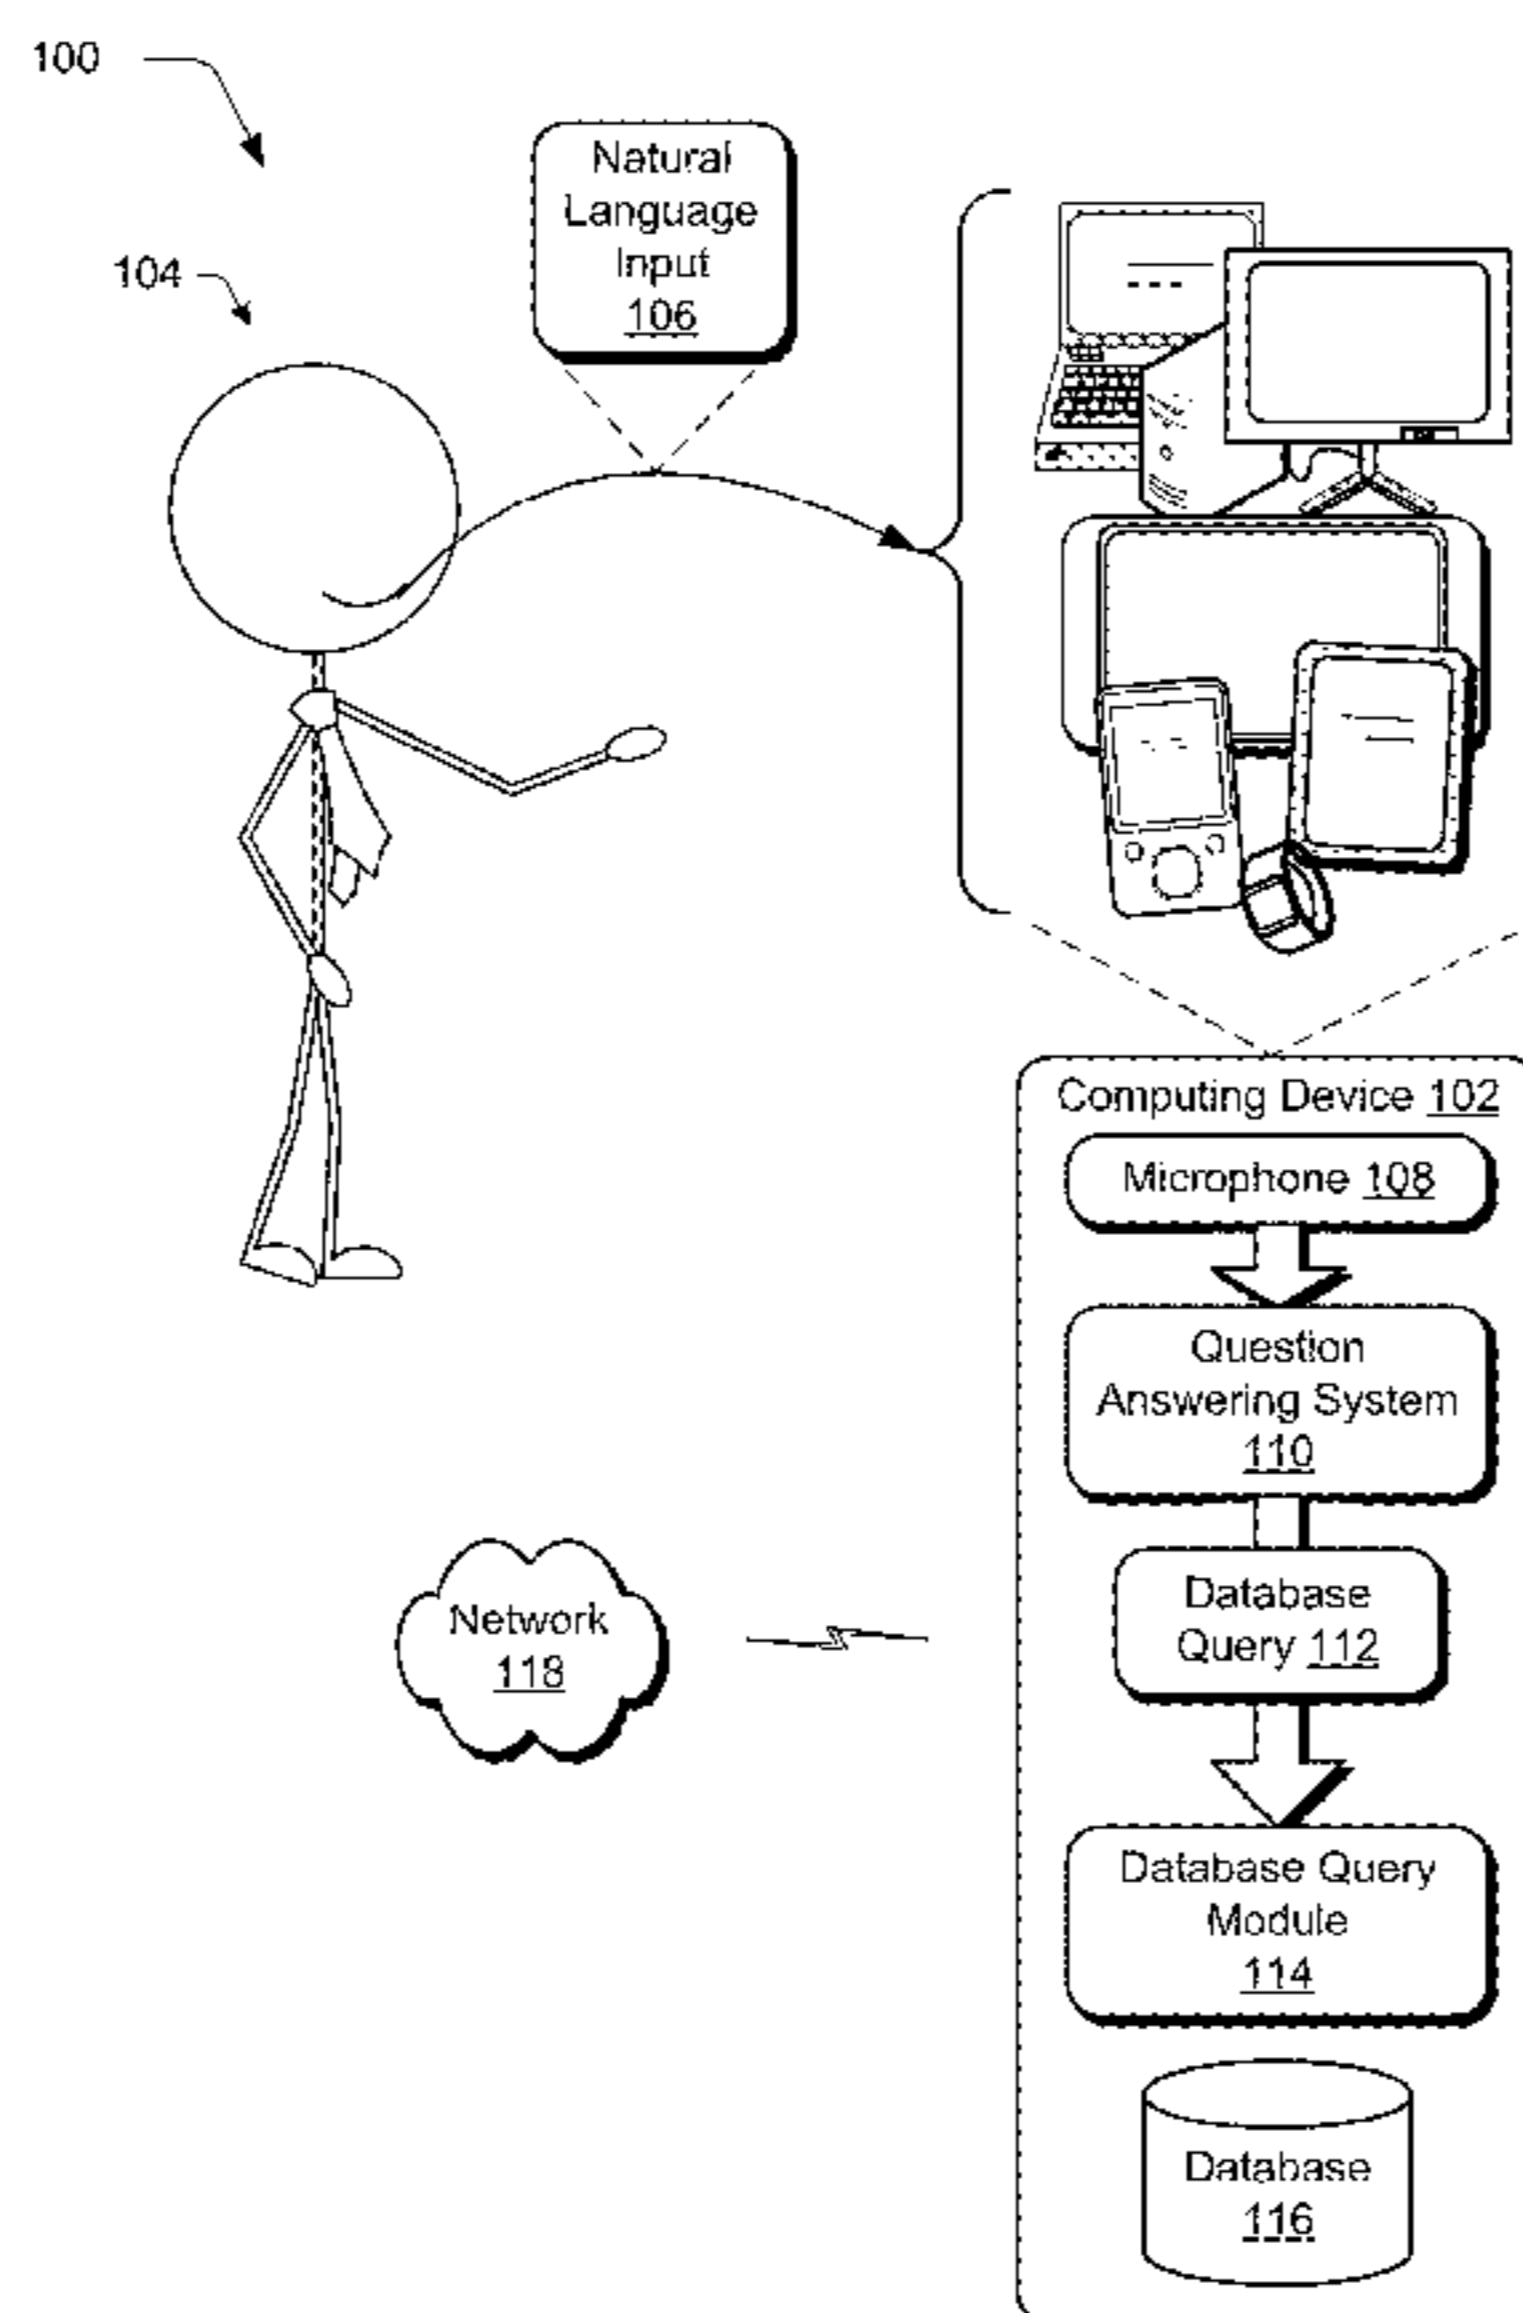 100
Natural
Language
Input
106
104
Computing Device 102
Microphone 108
Question
Answering System
110
Database
Query 112
Network
118
Database Query
Module
114
Database
116